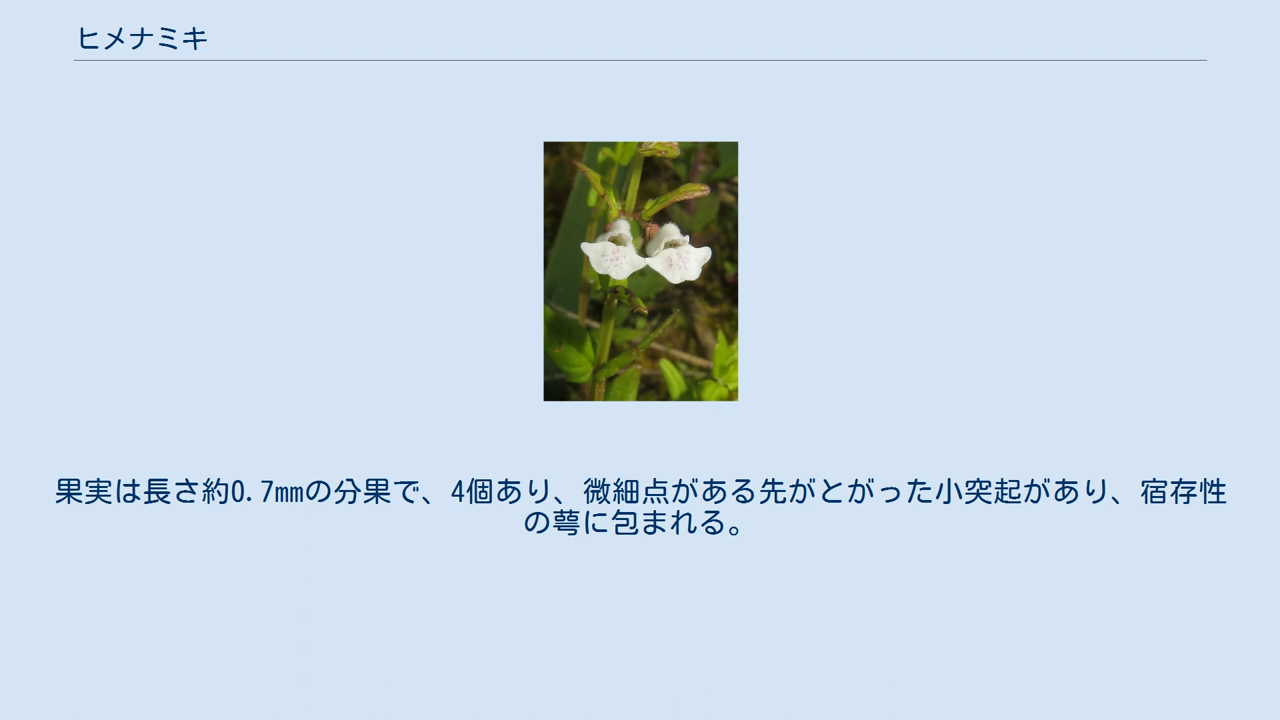 ヒメナミキ
果実は長さ約0.7mmの分果で、4個あり、微細点がある先がとがった小突起があり、宿存性
の萼に包まれる。